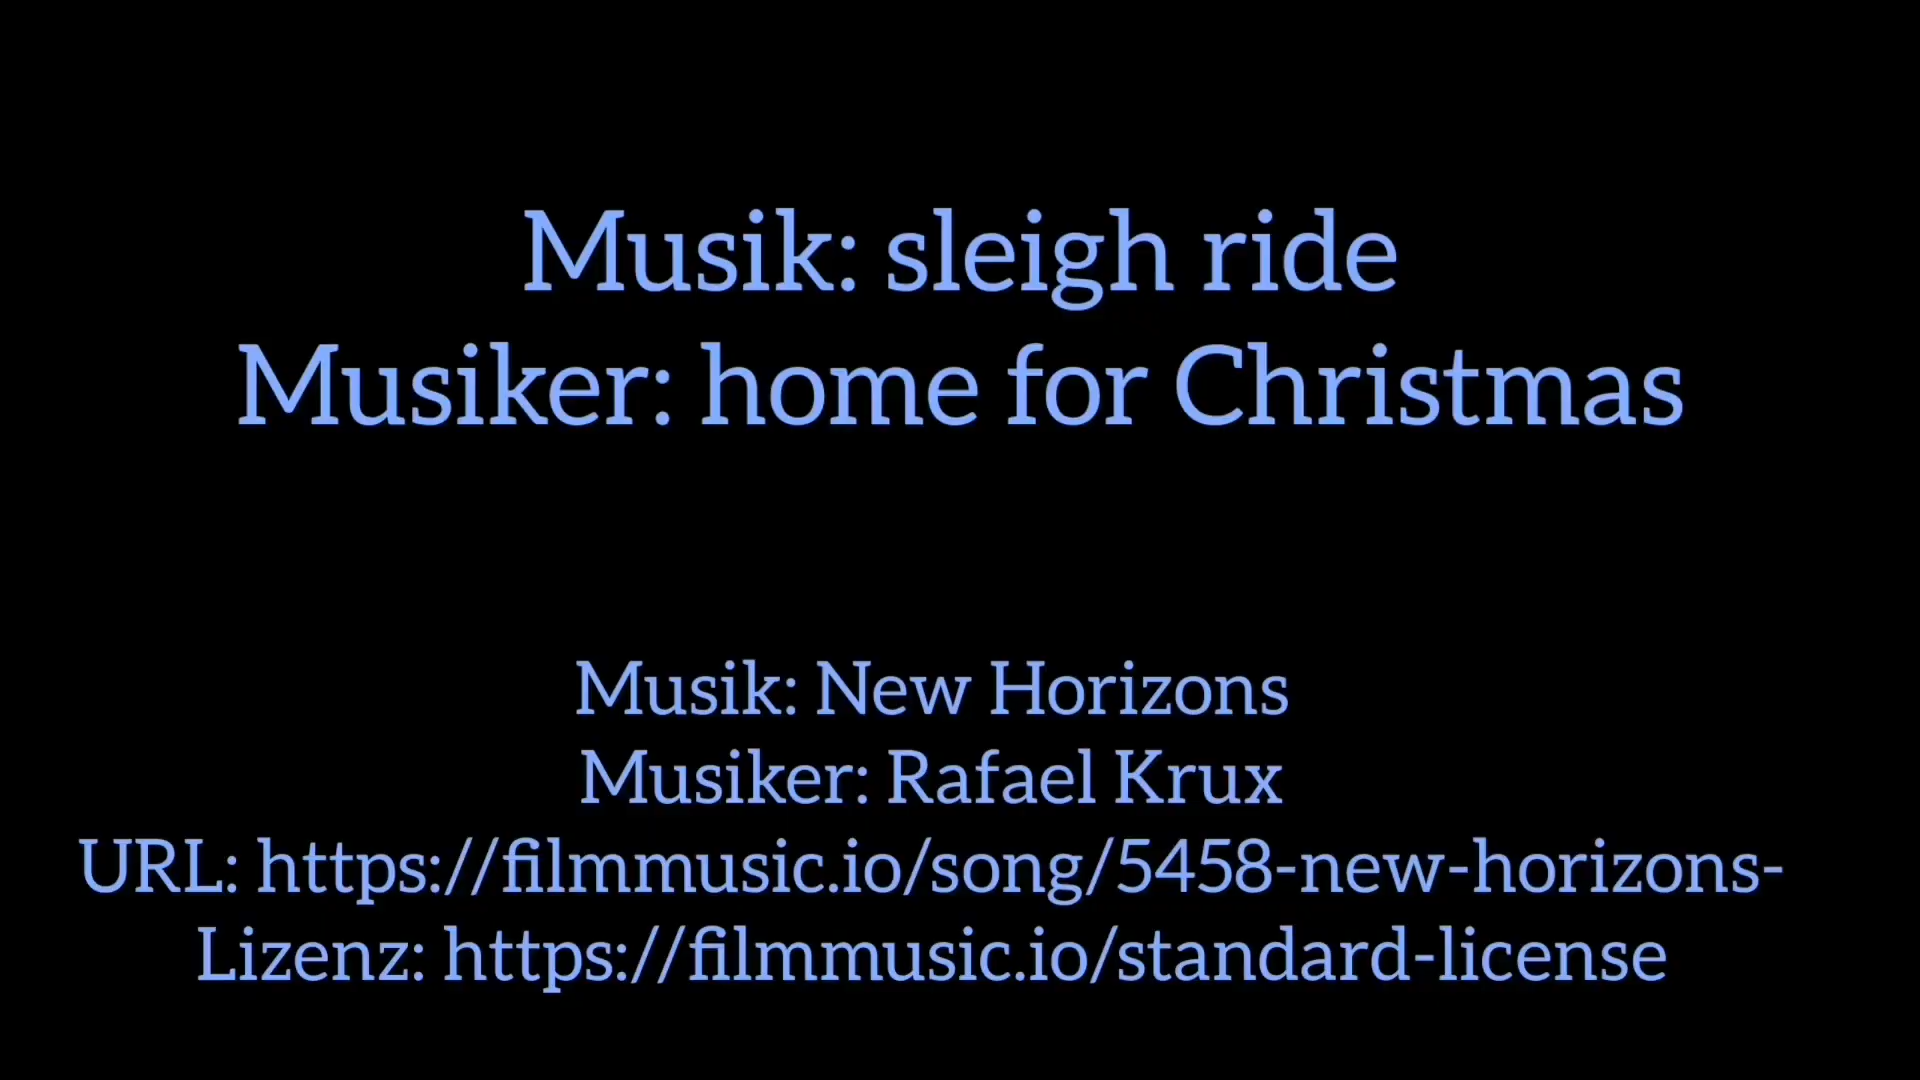 Musik: sleigh ride
Musiker: home for Christmas
Musik: New Horizons
Musiker: Rafael Krux
URL: https://filmmusic.io/song/5458-new-horizons-
Lizenz: https://filmmusic.io/standard-license